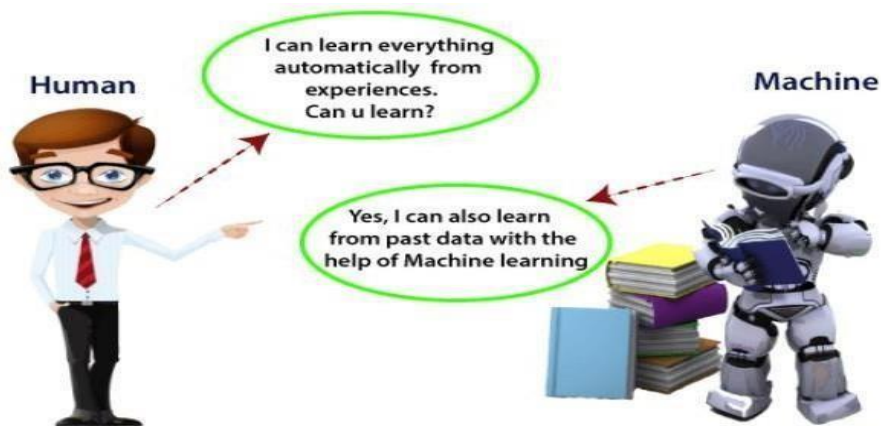 Human
I can learn everything
automatically from
experiences.
Can u learn?
Machine
Yes, I can also learn
from past data with the
help of Machine learning